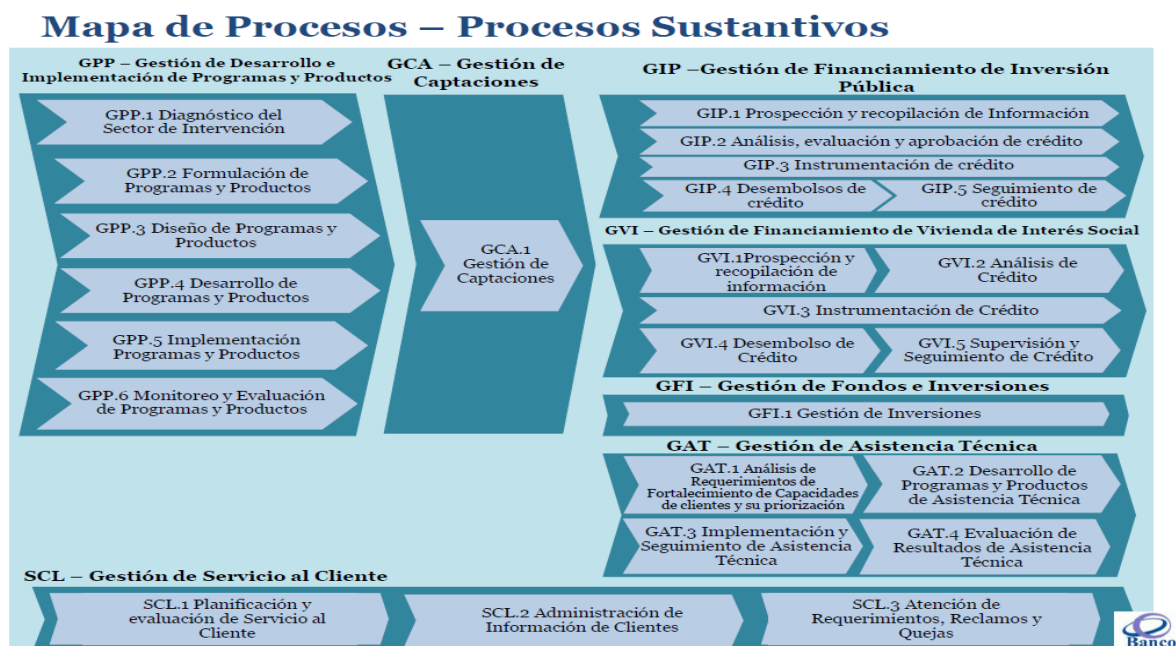 Mapa de Procesos – Procesos Sustantivos
GPP – Gestión de Desarrollo e
Implementación de Programas y Productos
GPP.1 Diagnóstico del
Sector de Intervención
GPP.2 Formulación de
Programas y Productos
GPP.3 Diseño de Programas y
Productos
GPP.4 Desarrollo de
Programas y Productos
GPP.5 Implementación
Programas y Productos
GPP.6 Monitoreo y Evaluación
de Programas y Productos
GCA – Gestión de
Captaciones
GCA.1
Gestión de
Captaciones
GIP –Gestión de Financiamiento de Inversión
Pública
GIP.1 Prospección y recopilación de Información
GIP.2 Análisis, evaluación y aprobación de crédito
GIP.3 Instrumentación de crédito
GIP.4 Desembolsos de
crédito
GIP.5 Seguimiento de
crédito
GVI – Gestión de Financiamiento de Vivienda de Interés Social
GVI.1Prospección y
recopilación de
información
GVI.2 Análisis de
Crédito
GVI.3 Instrumentación de Crédito
GVI.4 Desembolso de
Crédito
GVI.5 Supervisión y
Seguimiento de Crédito
GFI – Gestión de Fondos e Inversiones
GFI.1 Gestión de Inversiones
GAT – Gestión de Asistencia Técnica
GAT.1 Análisis de
Requerimientos de
Fortalecimiento de Capacidades
de clientes y su priorización
GAT.2 Desarrollo de
Programas y Productos
de Asistencia Técnica
GAT.3 Implementación y
Seguimiento de Asistencia
Técnica
GAT.4 Evaluación de
Resultados de Asistencia
Técnica
SCL – Gestión de Servicio al Cliente
SCL.1 Planificación y
evaluación de Servicio al
Cliente
SCL.2 Administración de
Información de Clientes
SCL.3 Atención de
Requerimientos, Reclamos y
Quejas
Banco